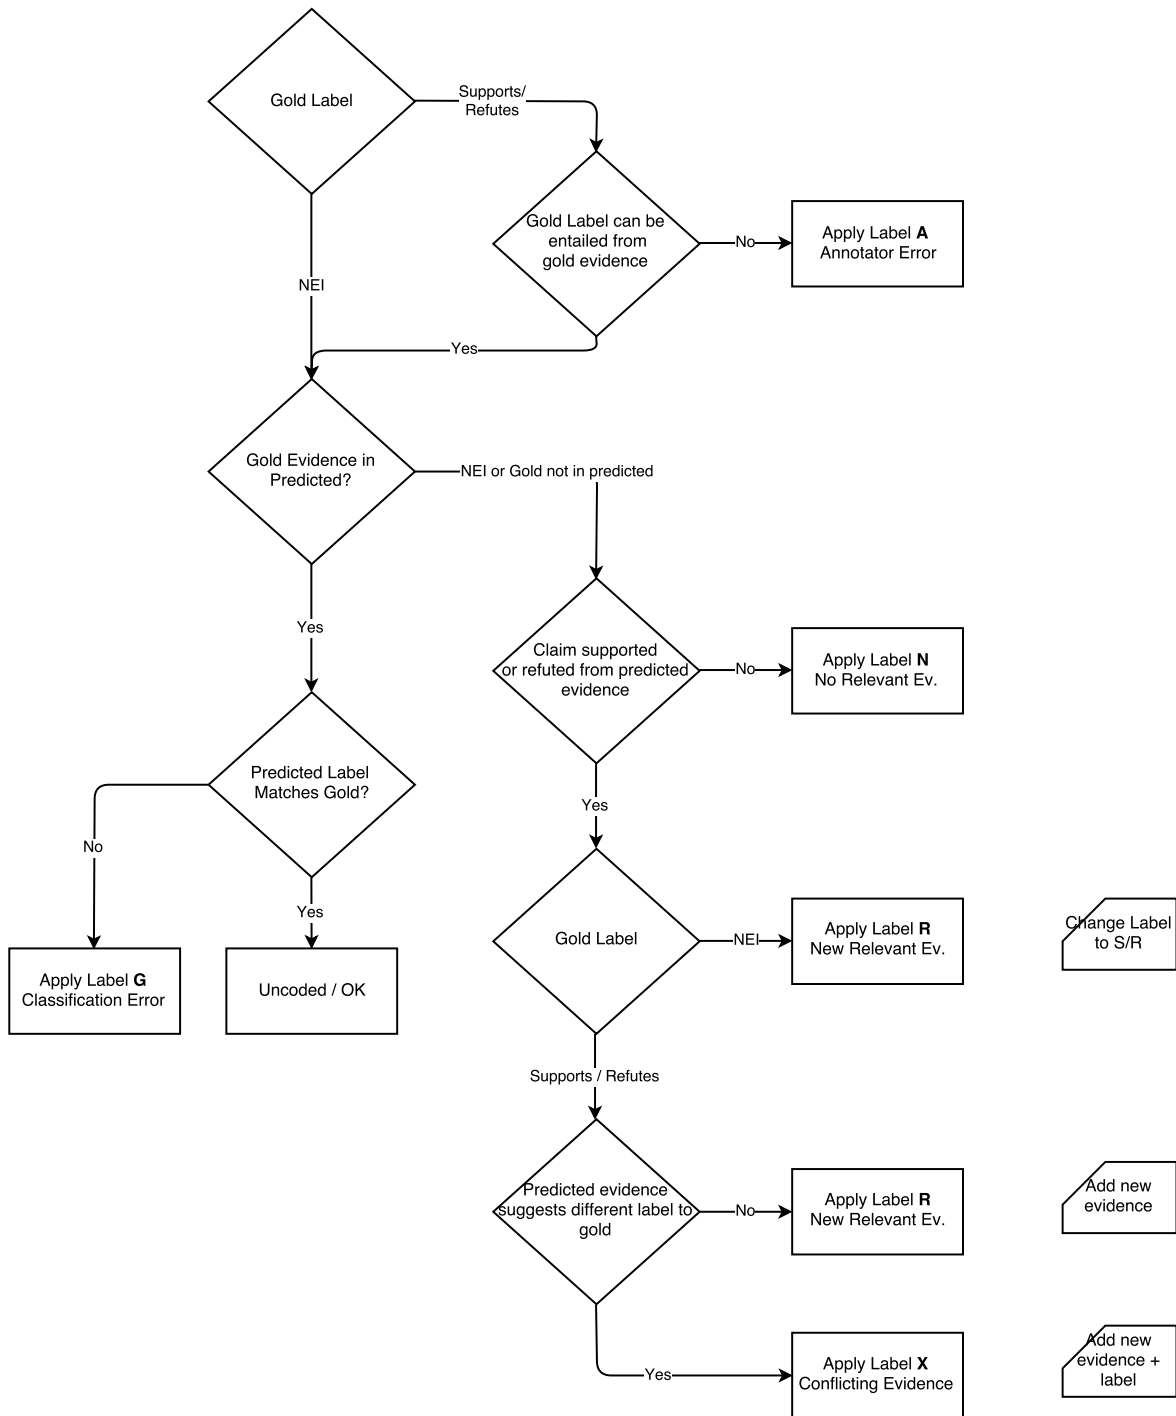 Gold Label
Supports/
Refutes
Gold Label can be
entailed from
gold evidence
No
Apply Label A
Annotator Error
NEI
Yes
Gold Evidence in
Predicted?
NEI or Gold not in predicted
Yes
Claim supported
or refuted from predicted
evidence
No
Apply Label N
No Relevant Ev.
Predicted Label
Matches Gold?
Yes
No
Yes
Gold Label
NEI
Apply Label R
New Relevant Ev.
Change Label
to S/R
Apply Label G
Classification Error
Uncoded / OK
Supports / Refutes
Predicted evidence
suggests different label to
gold
No
Apply Label R
New Relevant Ev.
Add new
evidence
Yes
Apply Label X
Conflicting Evidence
Add new
evidence +
label